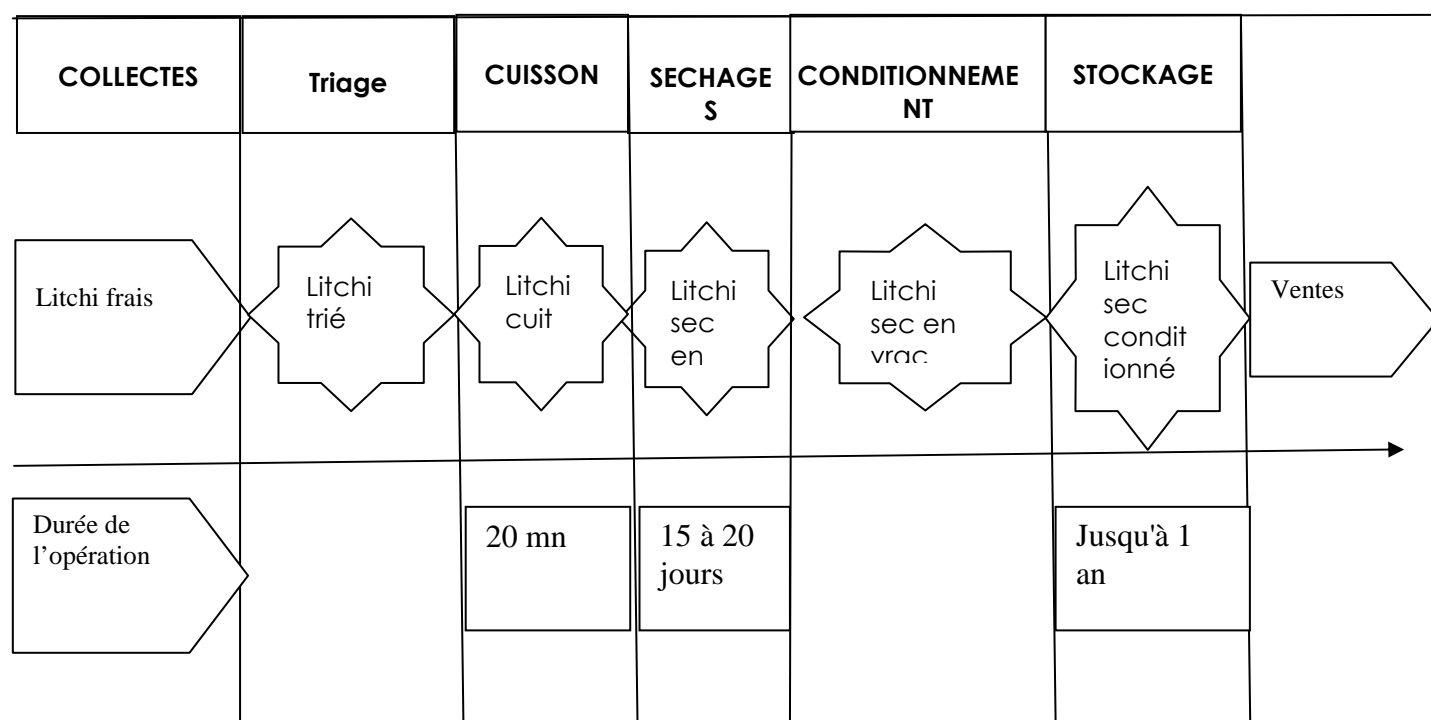 COLLECTES
Triage
CUISSON
SECHAGE
S
CONDITIONNEME
NT
STOCKAGE
Litchi frais
Litchi
trié
Litchi
cuit
Litchi
sec
en
Litchi
sec en
vrac
Litchi
sec
condit
ionné
Ventes
Durée de
l’opération
20 mn
15 à 20
jours
Jusqu'à 1
an